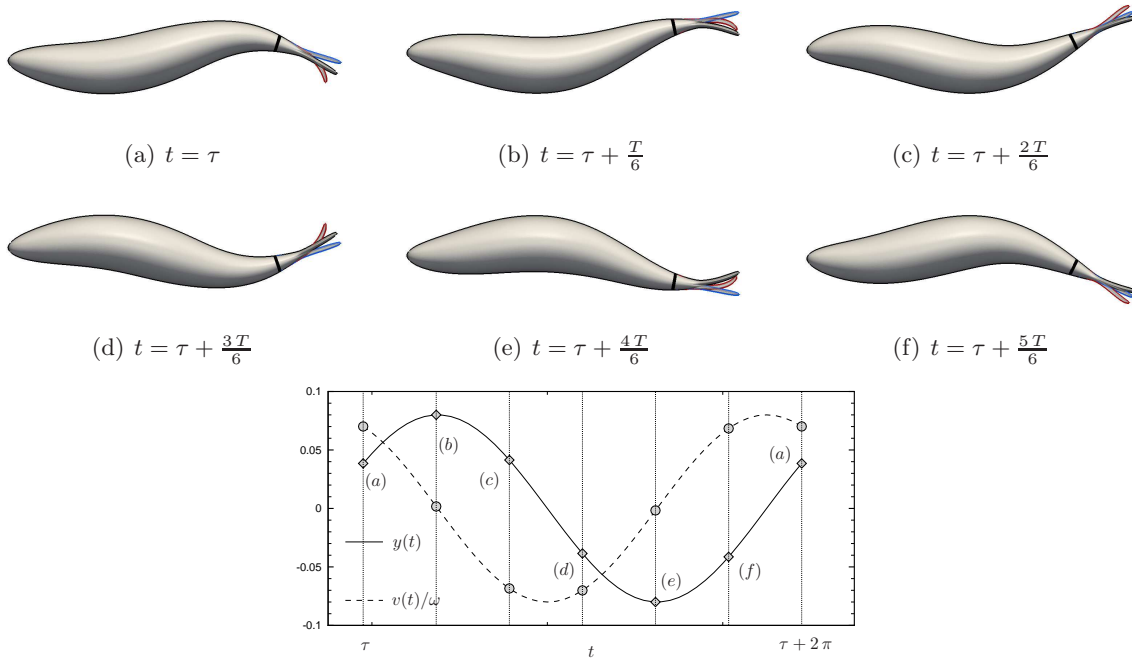 (a) t = τ
(b) t = τ + T/6
(c) t = τ + 2T/6
(d) t = τ + 3T/6
(e) t = τ + 4T/6
(f) t = τ + 5T/6
0.1
0.05
0
-0.05
-0.1
(a)
(b)
(c)
(d)
(e)
(f)
(a)
y(t)
v(t)/ω
τ
t
τ + 2π